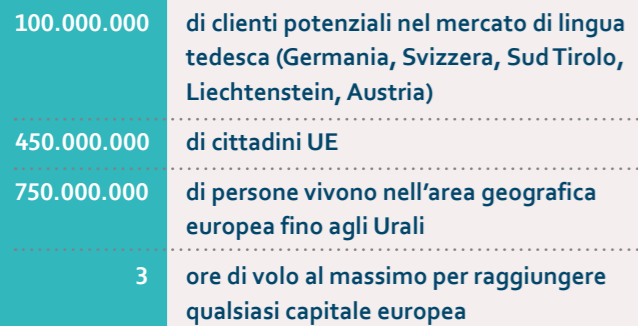 100.000.000 di clienti potenziali nel mercato di lingua
tedesca (Germania, Svizzera, Sud Tirolo,
Liechtenstein, Austria)
450.000.000 di cittadini UE
750.000.000 di persone vivono nell’area geografica
europea fino agli Urali
3 ore di volo al massimo per raggiungere
qualsiasi capitale europea